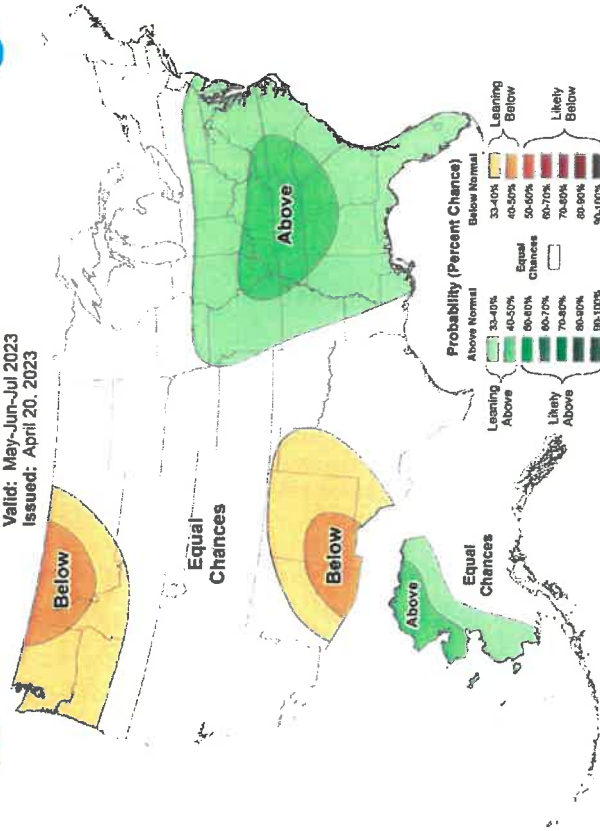 Valid: May-Jun-Jul 2023
Issued: April 20, 2023
Below
Equal
Chances
Below
Above
Above
Equal
Chances
Probability (Percent Chance)
Above Normal
Below Normal
Leaning
Above
33-40%
40-50%
Likely
Above
50-60%
60-70%
70-80%
80-90%
90-100%
Equal
Chances
33-40%
40-50%
Leaning
Below
50-60%
60-70%
70-80%
80-90%
90-100%
Likely
Below